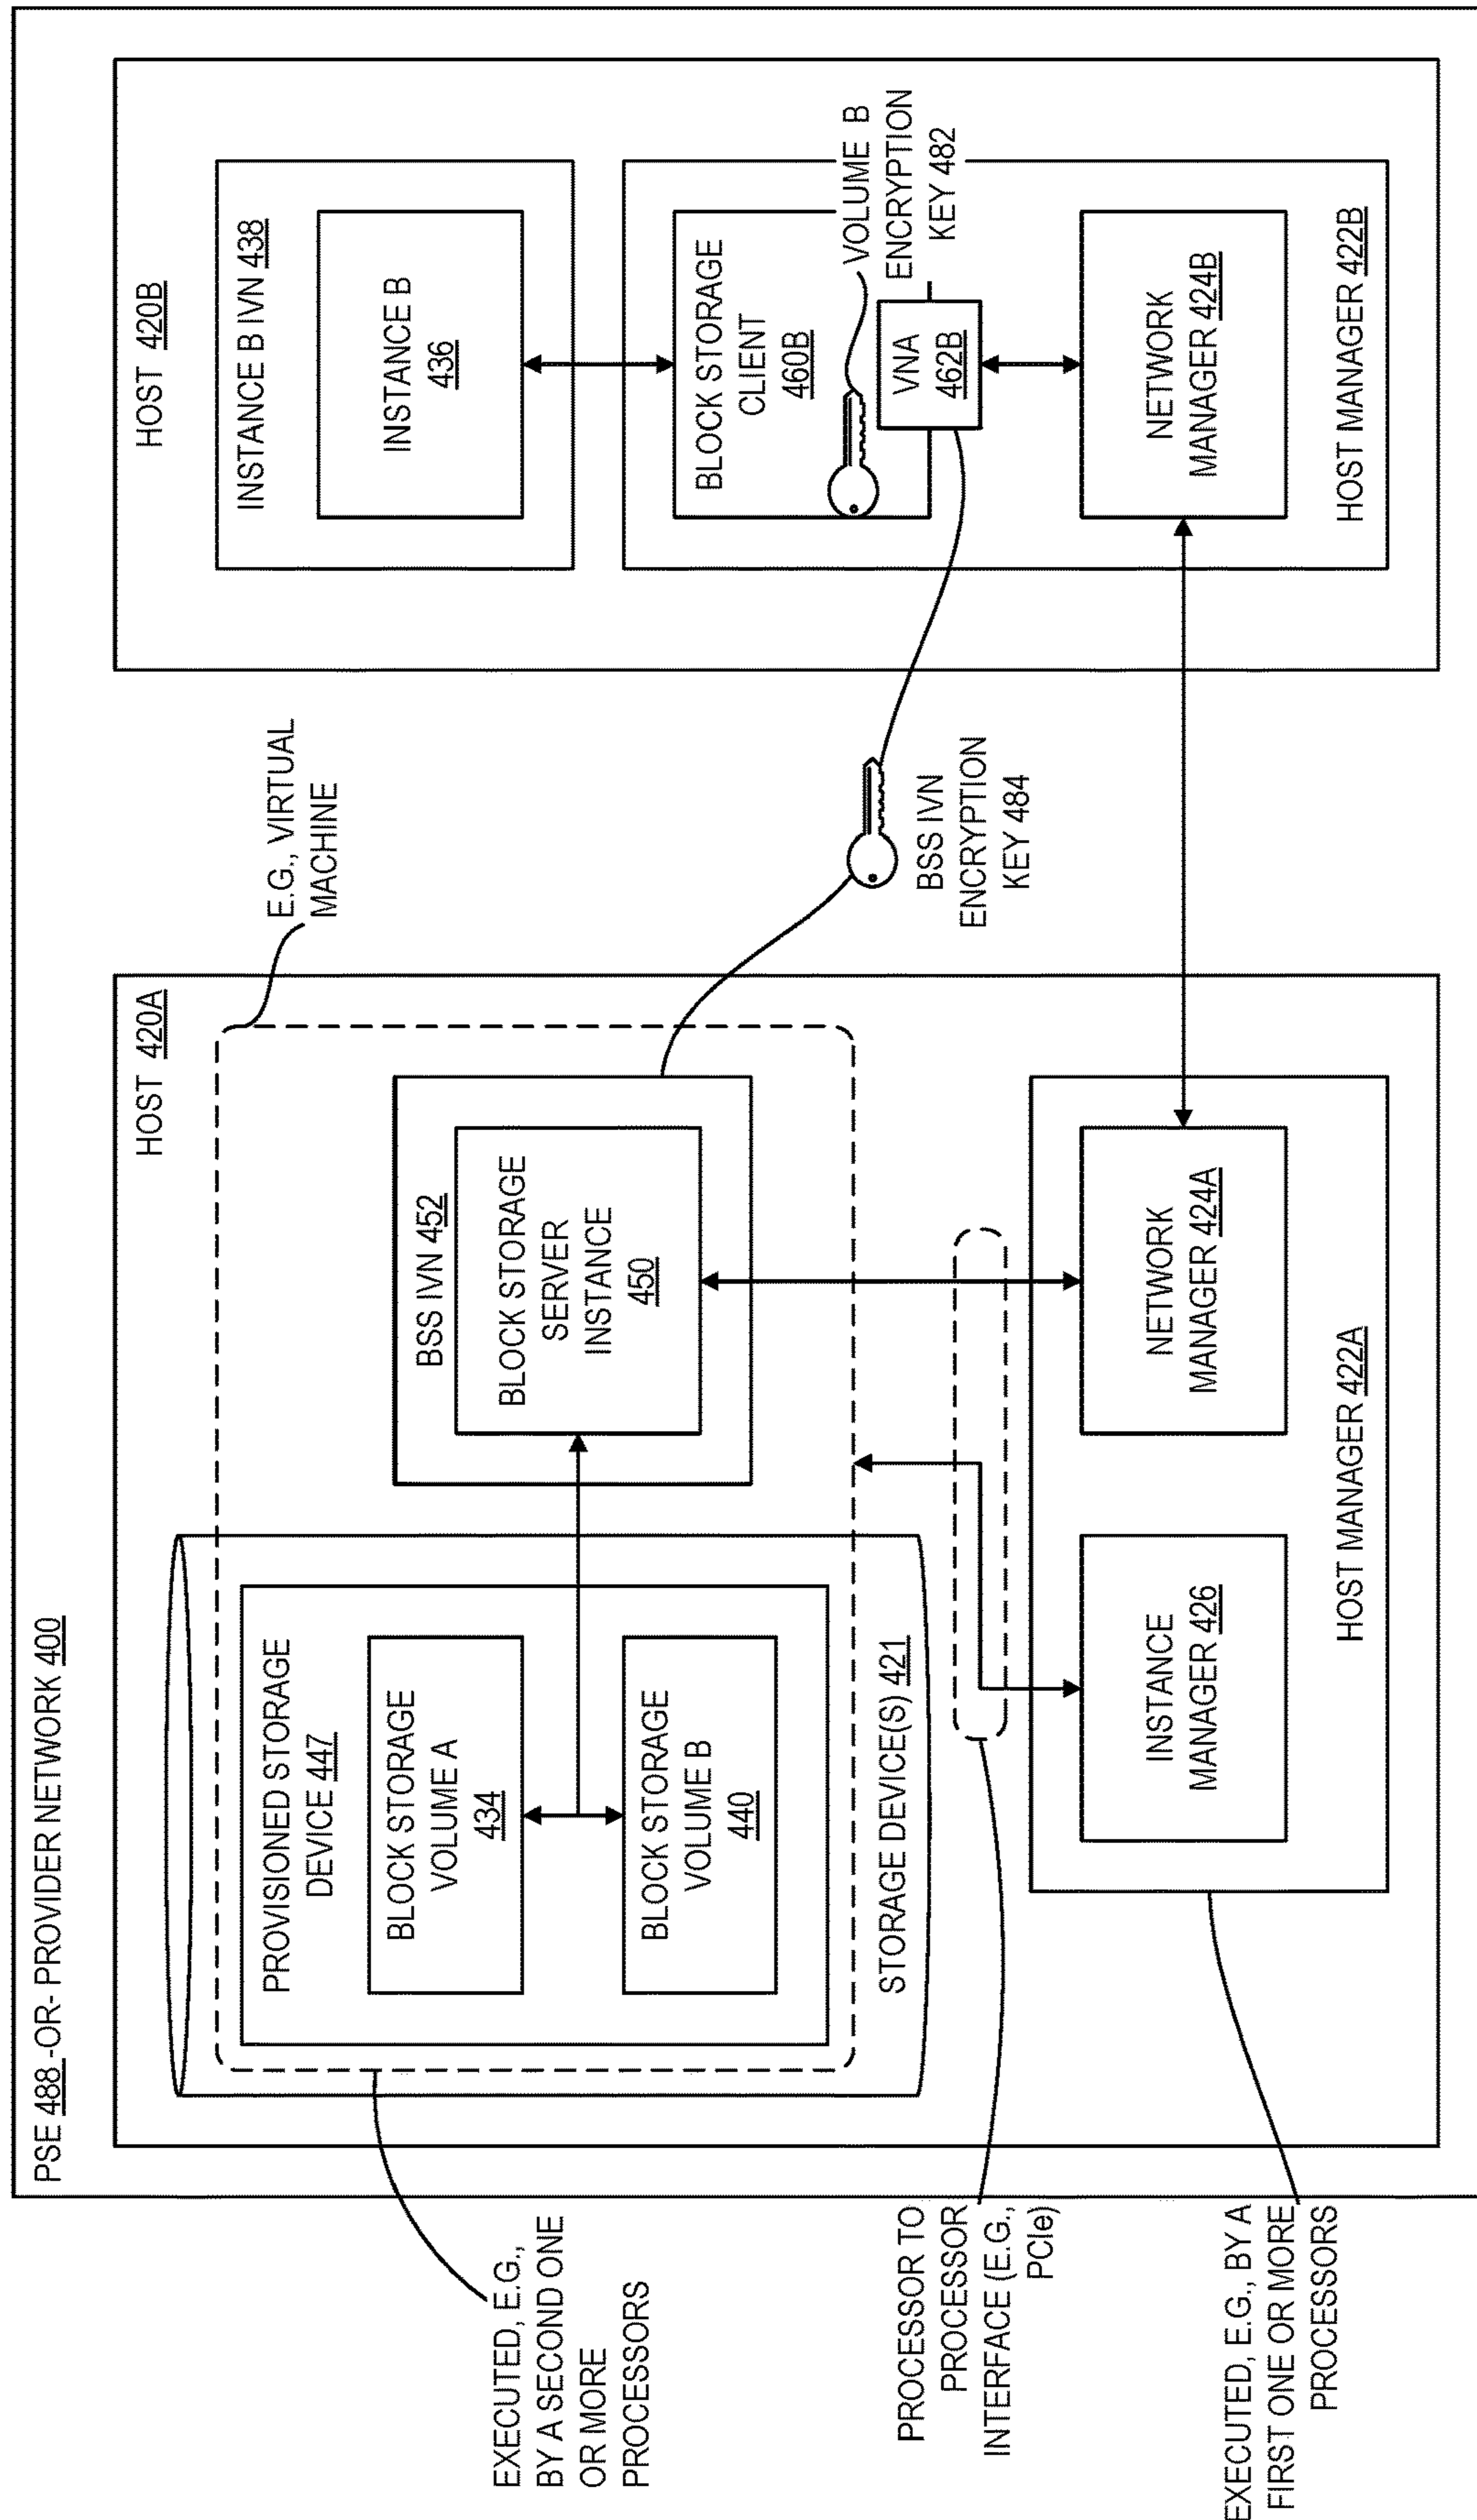 PSE 488 -OR- PROVIDER NETWORK 400
HOST 420A
PROVISIONED STORAGE
DEVICE 447
BLOCK STORAGE
VOLUME A
434
BLOCK STORAGE
VOLUME B
440
STORAGE DEVICE(S) 421
BSS IVN 452
BLOCK STORAGE
SERVER
INSTANCE
450
INSTANCE
MANAGER 426
NETWORK
MANAGER 424A
HOST MANAGER 422A
E.G., VIRTUAL
MACHINE
BSS IVN
ENCRYPTION
KEY 484
HOST 420B
INSTANCE B IVN 438
INSTANCE B
436
BLOCK STORAGE
CLIENT
460B
VOLUME B
ENCRYPTION
KEY 482
VNA
462B
NETWORK
MANAGER 424B
HOST MANAGER 422B
EXECUTED, E.G.,
BY A SECOND ONE
OR MORE
PROCESSORS
PROCESSOR TO
PROCESSOR
INTERFACE (E.G.,
PCIe)
EXECUTED, E.G., BY A
FIRST ONE OR MORE
PROCESSORS